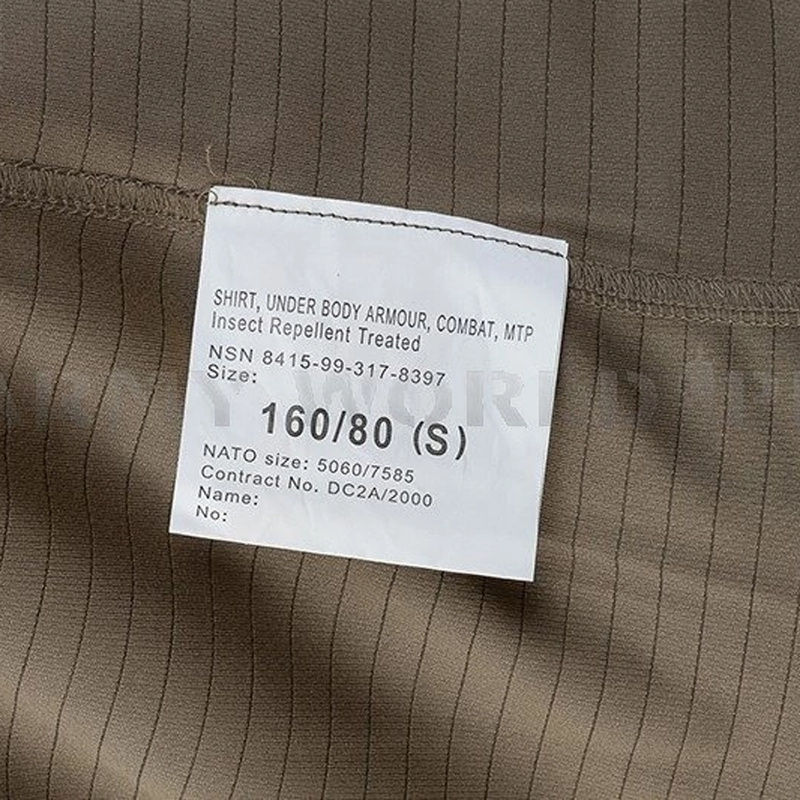 SHIRT, UNDER BODY ARMOUR, COMBAT, MTP
Insect Repellent Treated
NSN 8415-99-317-8397
Size:
160/80 (S)
NATO size: 5060/7585
Contract No. DC2A/2000
Name:
No: